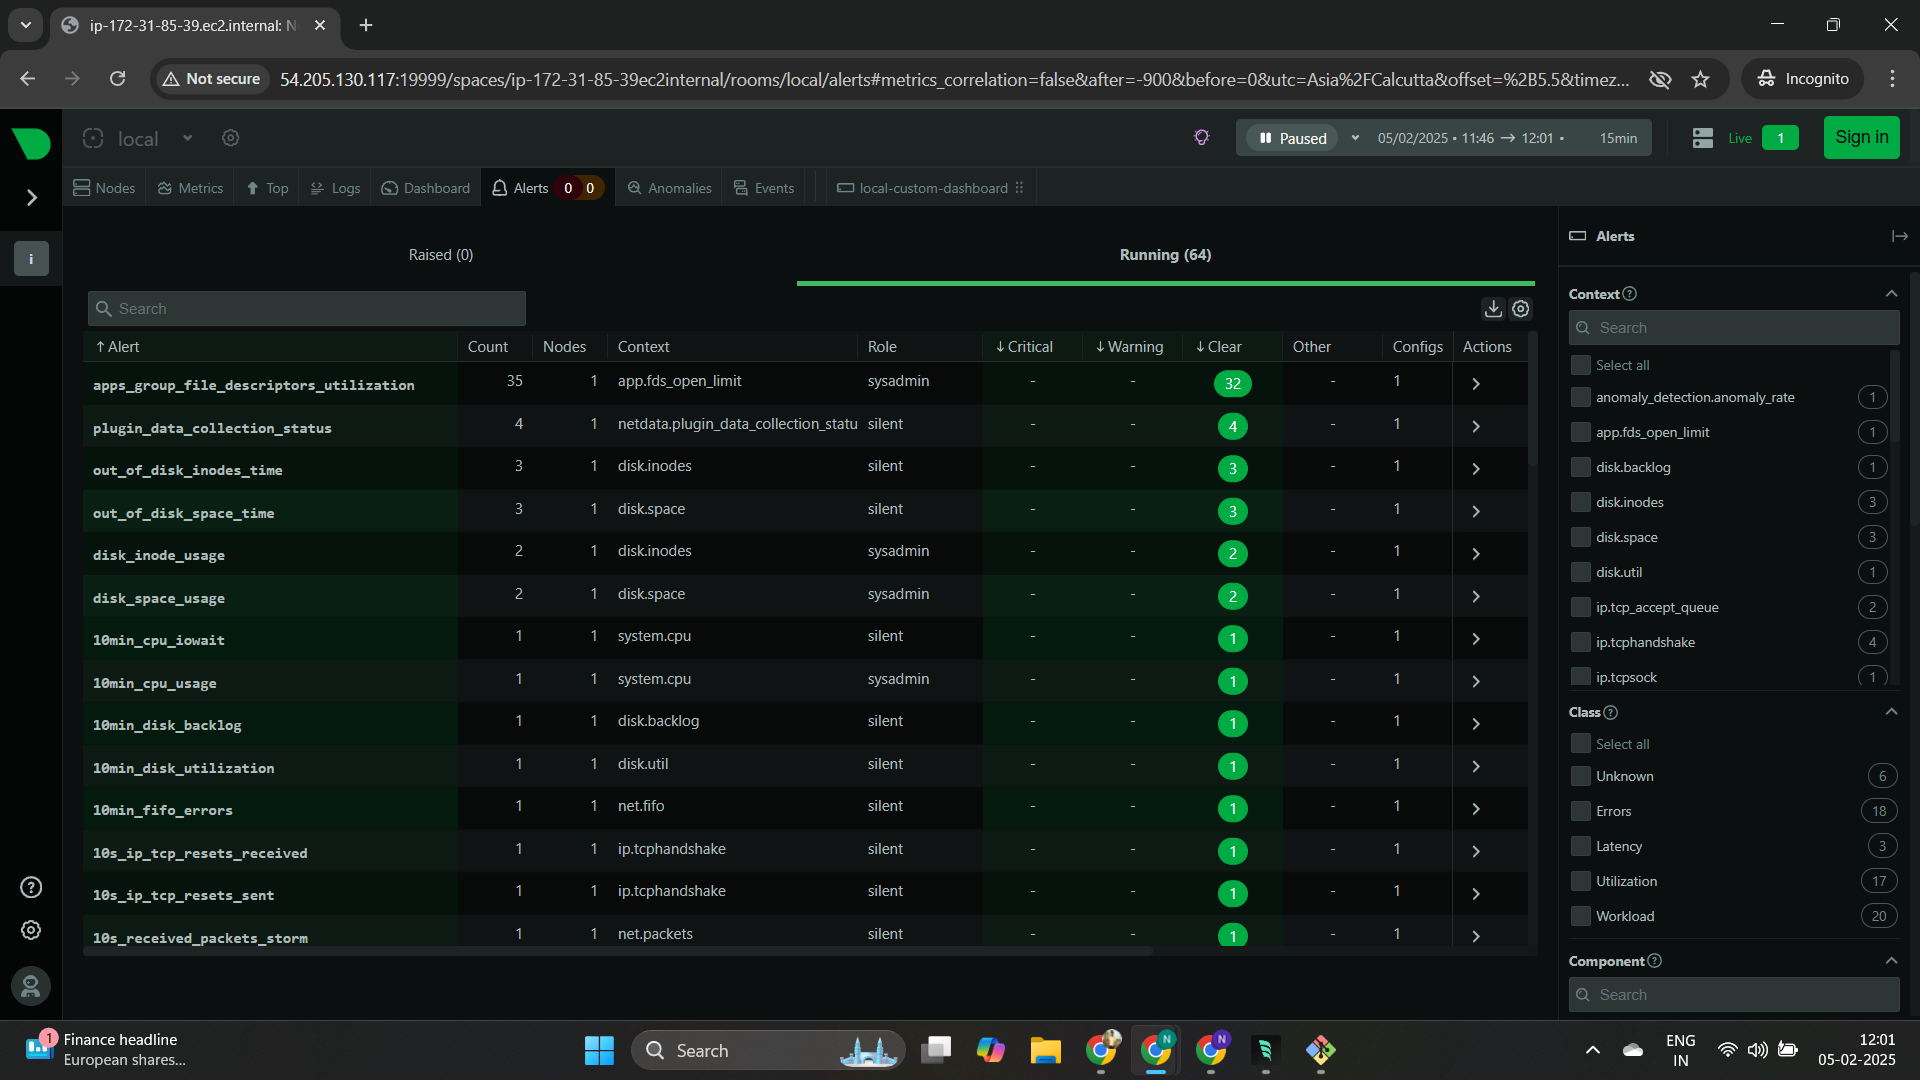 ip-172-31-85-39.ec2.internal: N
Not secure 54.205.130.117:19999/spaces/ip-172-31-85-39ec2internal/rooms/local/alerts#metrics_correlation=false&after=-900&before=0&utc=Asia%2FCalcutta&offset=%2B5.5&timez... Incognito
local Paused 05/02/2025 • 11:46 → 12:01 • 15min Live 1 Sign in
Nodes Metrics Top Logs Dashboard Alerts 0 0 Anomalies Events local-custom-dashboard
i
Raised (0) Running (64)
Search
↑ Alert Count Nodes Context Role ↓ Critical ↓ Warning ↓ Clear Other Configs Actions
apps_group_file_descriptors_utilization 35 1 app.fds_open_limit sysadmin - - 32 - 1
plugin_data_collection_status 4 1 netdata.plugin_data_collection_statu silent - - 4 - 1
out_of_disk_inodes_time 3 1 disk.inodes silent - - 3 - 1
out_of_disk_space_time 3 1 disk.space silent - - 3 - 1
disk_inode_usage 2 1 disk.inodes sysadmin - - 2 - 1
disk_space_usage 2 1 disk.space sysadmin - - 2 - 1
10min_cpu_iowait 1 1 system.cpu silent - - 1 - 1
10min_cpu_usage 1 1 system.cpu sysadmin - - 1 - 1
10min_disk_backlog 1 1 disk.backlog silent - - 1 - 1
10min_disk_utilization 1 1 disk.util silent - - 1 - 1
10min_fifo_errors 1 1 net.fifo silent - - 1 - 1
10s_ip_tcp_resets_received 1 1 ip.tcphandshake silent - - 1 - 1
10s_ip_tcp_resets_sent 1 1 ip.tcphandshake silent - - 1 - 1
10s_received_packets_storm 1 1 net.packets silent - - 1 - 1
Alerts
Context
Search
Select all
anomaly_detection.anomaly_rate 1
app.fds_open_limit 1
disk.backlog 1
disk.inodes 3
disk.space 3
disk.util 1
ip.tcp_accept_queue 2
ip.tcphandshake 4
ip.tcpsock 1
Class
Select all
Unknown 6
Errors 18
Latency 3
Utilization 17
Workload 20
Component
Search
1 Finance headline
European shares...
Search
N N
ENG
IN
12:01
05-02-2025